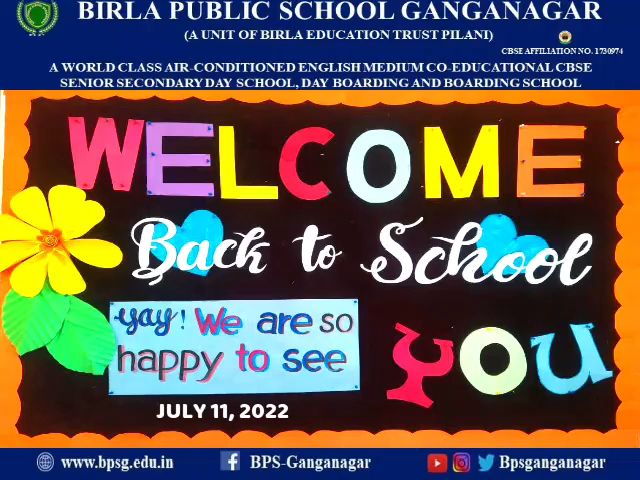 BIRLA PUBLIC SCHOOL GANGANAGAR
(A UNIT OF BIRLA EDUCATION TRUST PILANI)
CBSE AFFILIATION NO. 1730974
A WORLD CLASS AIR-CONDITIONED ENGLISH MEDIUM CO-EDUCATIONAL CBSE
SENIOR SECONDARY DAY SCHOOL, DAY BOARDING AND BOARDING SCHOOL
WELCOME
Back to School
yay! We are so
happy to see
YOU
JULY 11, 2022
www.bpsg.edu.in BPS-Ganganagar Bpsganganagar